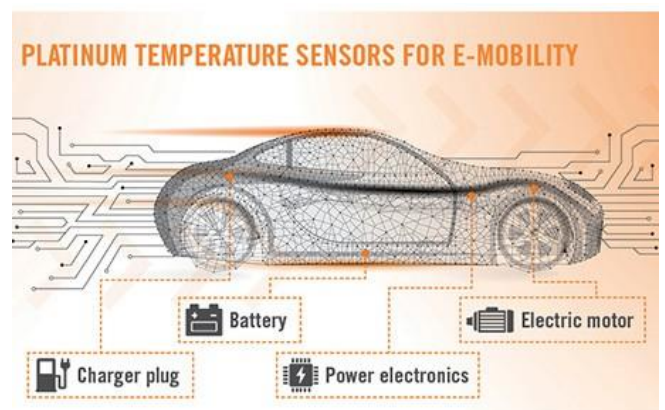 PLATINUM TEMPERATURE SENSORS FOR E-MOBILITY
Battery
Electric motor
Charger plug
Power electronics